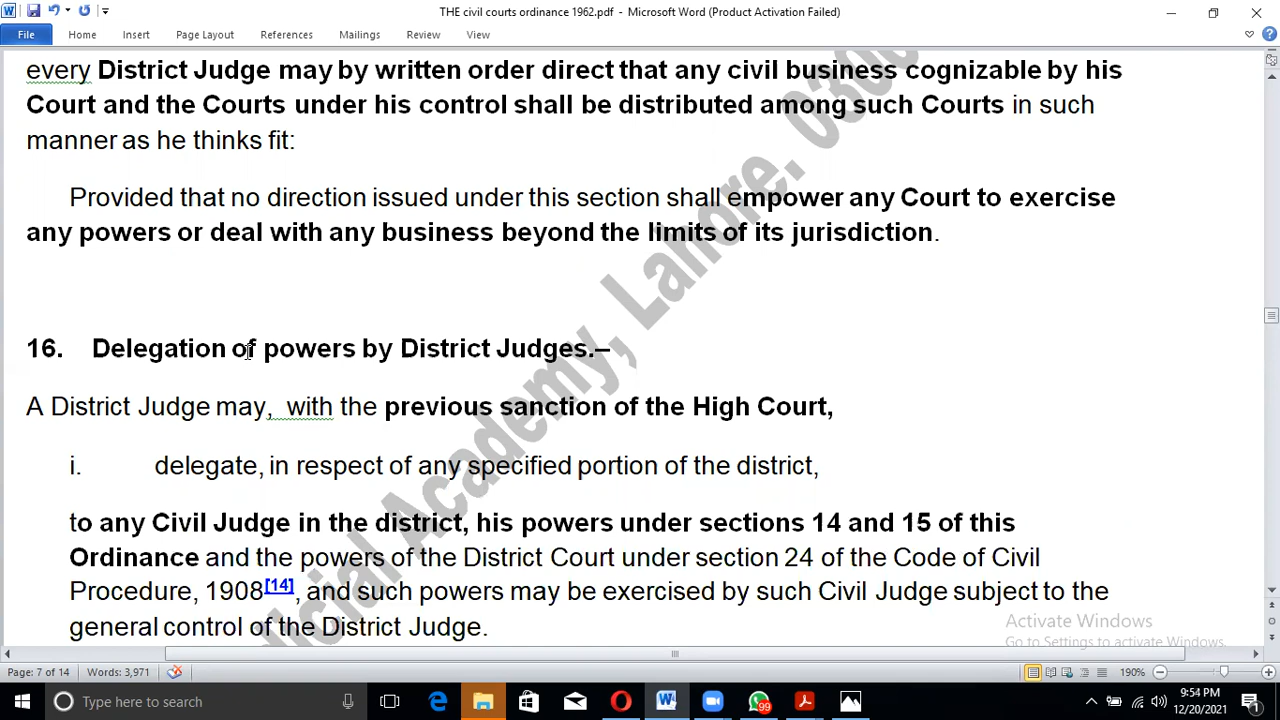 THE civil courts ordinance 1962.pdf - Microsoft Word (Product Activation Failed)
File Home Insert Page Layout References Mailings Review View
every District Judge may by written order direct that any civil business cognizable by his
Court and the Courts under his control shall be distributed among such Courts in such
manner as he thinks fit:
Provided that no direction issued under this section shall empower any Court to exercise
any powers or deal with any business beyond the limits of its jurisdiction.
16. Delegation of powers by District Judges.–
A District Judge may, with the previous sanction of the High Court,
i. delegate, in respect of any specified portion of the district,
to any Civil Judge in the district, his powers under sections 14 and 15 of this
Ordinance and the powers of the District Court under section 24 of the Code of Civil
Procedure, 1908[14], and such powers may be exercised by such Civil Judge subject to the
general control of the District Judge.
Academy, Lahore. 0300
Activate Windows
Go to Settings to activate Windows.
Page: 7 of 14 Words: 3,971 190%
Type here to search
99
9:54 PM
12/20/2021
1